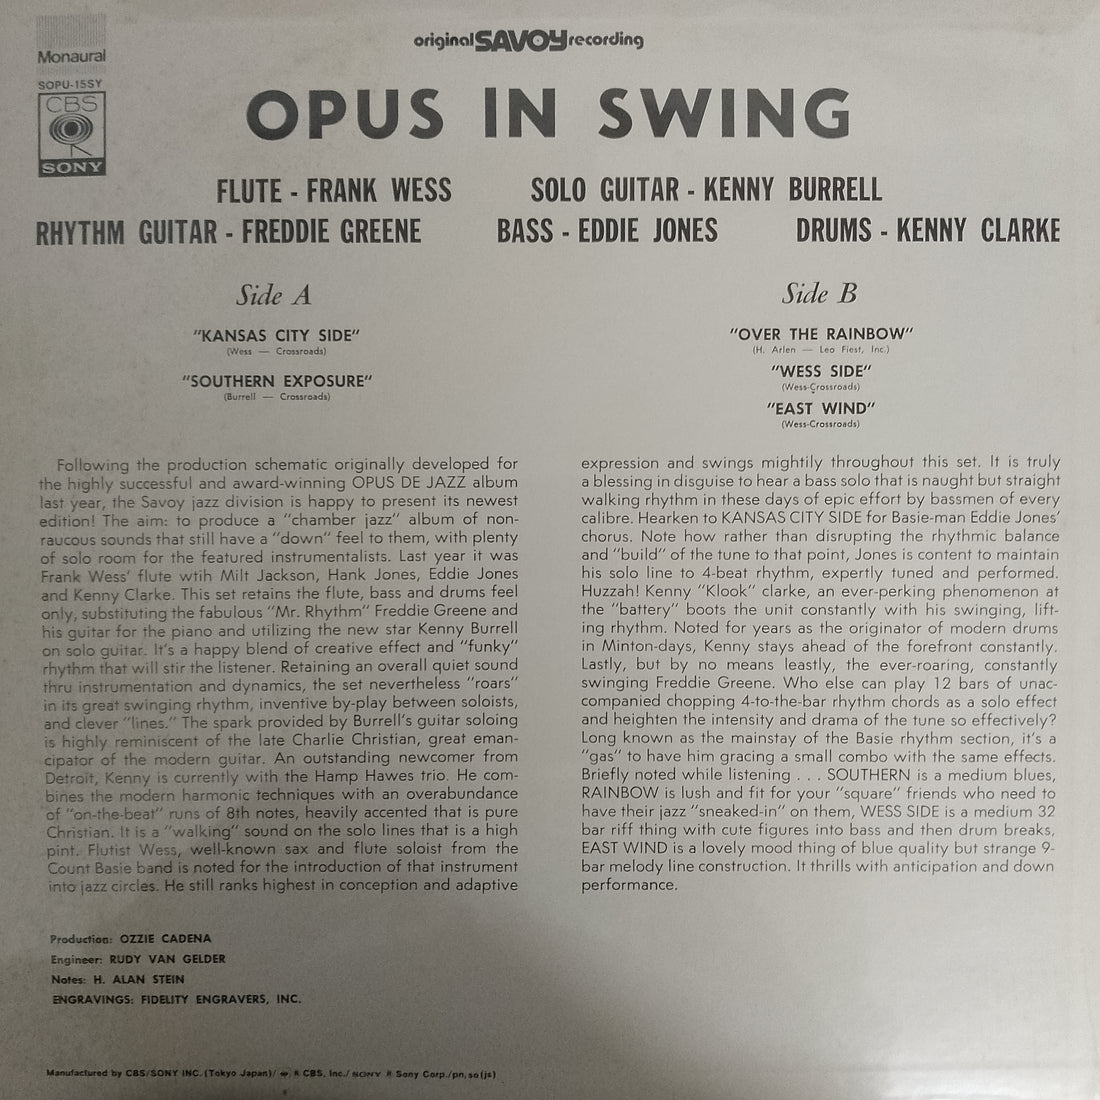 Monaural
SOPU-15SY
CBS
SONY
original SAVOY recording
OPUS IN SWING
FLUTE - FRANK WESS SOLO GUITAR - KENNY BURRELL
RHYTHM GUITAR - FREDDIE GREENE BASS - EDDIE JONES DRUMS - KENNY CLARKE
Side A
"KANSAS CITY SIDE"
(Wess — Crossroads)
"SOUTHERN EXPOSURE"
(Burrell — Crossroads)
Side B
"OVER THE RAINBOW"
(H. Arlen — Leo Fiest, Inc.)
"WESS SIDE"
(Wess-Crossroads)
"EAST WIND"
(Wess-Crossroads)
Following the production schematic originally developed for
the highly successful and award-winning OPUS DE JAZZ album
last year, the Savoy jazz division is happy to present its newest
edition! The aim: to produce a "chamber jazz" album of non-
raucous sounds that still have a "down" feel to them, with plenty
of solo room for the featured instrumentalists. Last year it was
Frank Wess' flute wtih Milt Jackson, Hank Jones, Eddie Jones
and Kenny Clarke. This set retains the flute, bass and drums feel
only, substituting the fabulous "Mr. Rhythm" Freddie Greene and
his guitar for the piano and utilizing the new star Kenny Burrell
on solo guitar. It's a happy blend of creative effect and "funky"
rhythm that will stir the listener. Retaining an overall quiet sound
thru instrumentation and dynamics, the set nevertheless "roars"
in its great swinging rhythm, inventive by-play between soloists,
and clever "lines." The spark provided by Burrell's guitar soloing
is highly reminiscent of the late Charlie Christian, great eman-
cipator of the modern guitar. An outstanding newcomer from
Detroit, Kenny is currently with the Hamp Hawes trio. He com-
bines the modern harmonic techniques with an overabundance
of "on-the-beat" runs of 8th notes, heavily accented that is pure
Christian. It is a "walking" sound on the solo lines that is a high
pint. Flutist Wess, well-known sax and flute soloist from the
Count Basie band is noted for the introduction of that instrument
into jazz circles. He still ranks highest in conception and adaptive
expression and swings mightily throughout this set. It is truly
a blessing in disguise to hear a bass solo that is naught but straight
walking rhythm in these days of epic effort by bassmen of every
calibre. Hearken to KANSAS CITY SIDE for Basie-man Eddie Jones'
chorus. Note how rather than disrupting the rhythmic balance
and "build" of the tune to that point, Jones is content to maintain
his solo line to 4-beat rhythm, expertly tuned and performed.
Huzzah! Kenny "Klook" clarke, an ever-perking phenomenon at
the "battery" boots the unit constantly with his swinging, lift-
ing rhythm. Noted for years as the originator of modern drums
in Minton-days, Kenny stays ahead of the forefront constantly.
Lastly, but by no means leastly, the ever-roaring, constantly
swinging Freddie Greene. Who else can play 12 bars of unac-
companied chopping 4-to-the-bar rhythm chords as a solo effect
and heighten the intensity and drama of the tune so effectively?
Long known as the mainstay of the Basie rhythm section, it's a
"gas" to have him gracing a small combo with the same effects.
Briefly noted while listening . . . SOUTHERN is a medium blues,
RAINBOW is lush and fit for your "square" friends who need to
have their jazz "sneaked-in" on them, WESS SIDE is a medium 32
bar riff thing with cute figures into bass and then drum breaks,
EAST WIND is a lovely mood thing of blue quality but strange 9-
bar melody line construction. It thrills with anticipation and down
performance.
Production: OZZIE CADENA
Engineer: RUDY VAN GELDER
Notes: H. ALAN STEIN
ENGRAVINGS: FIDELITY ENGRAVERS, INC.
Manufactured by CBS/SONY INC. (Tokyo Japan)/ ® CBS, Inc./ SONY ® Sony Corp./pn, so (js)